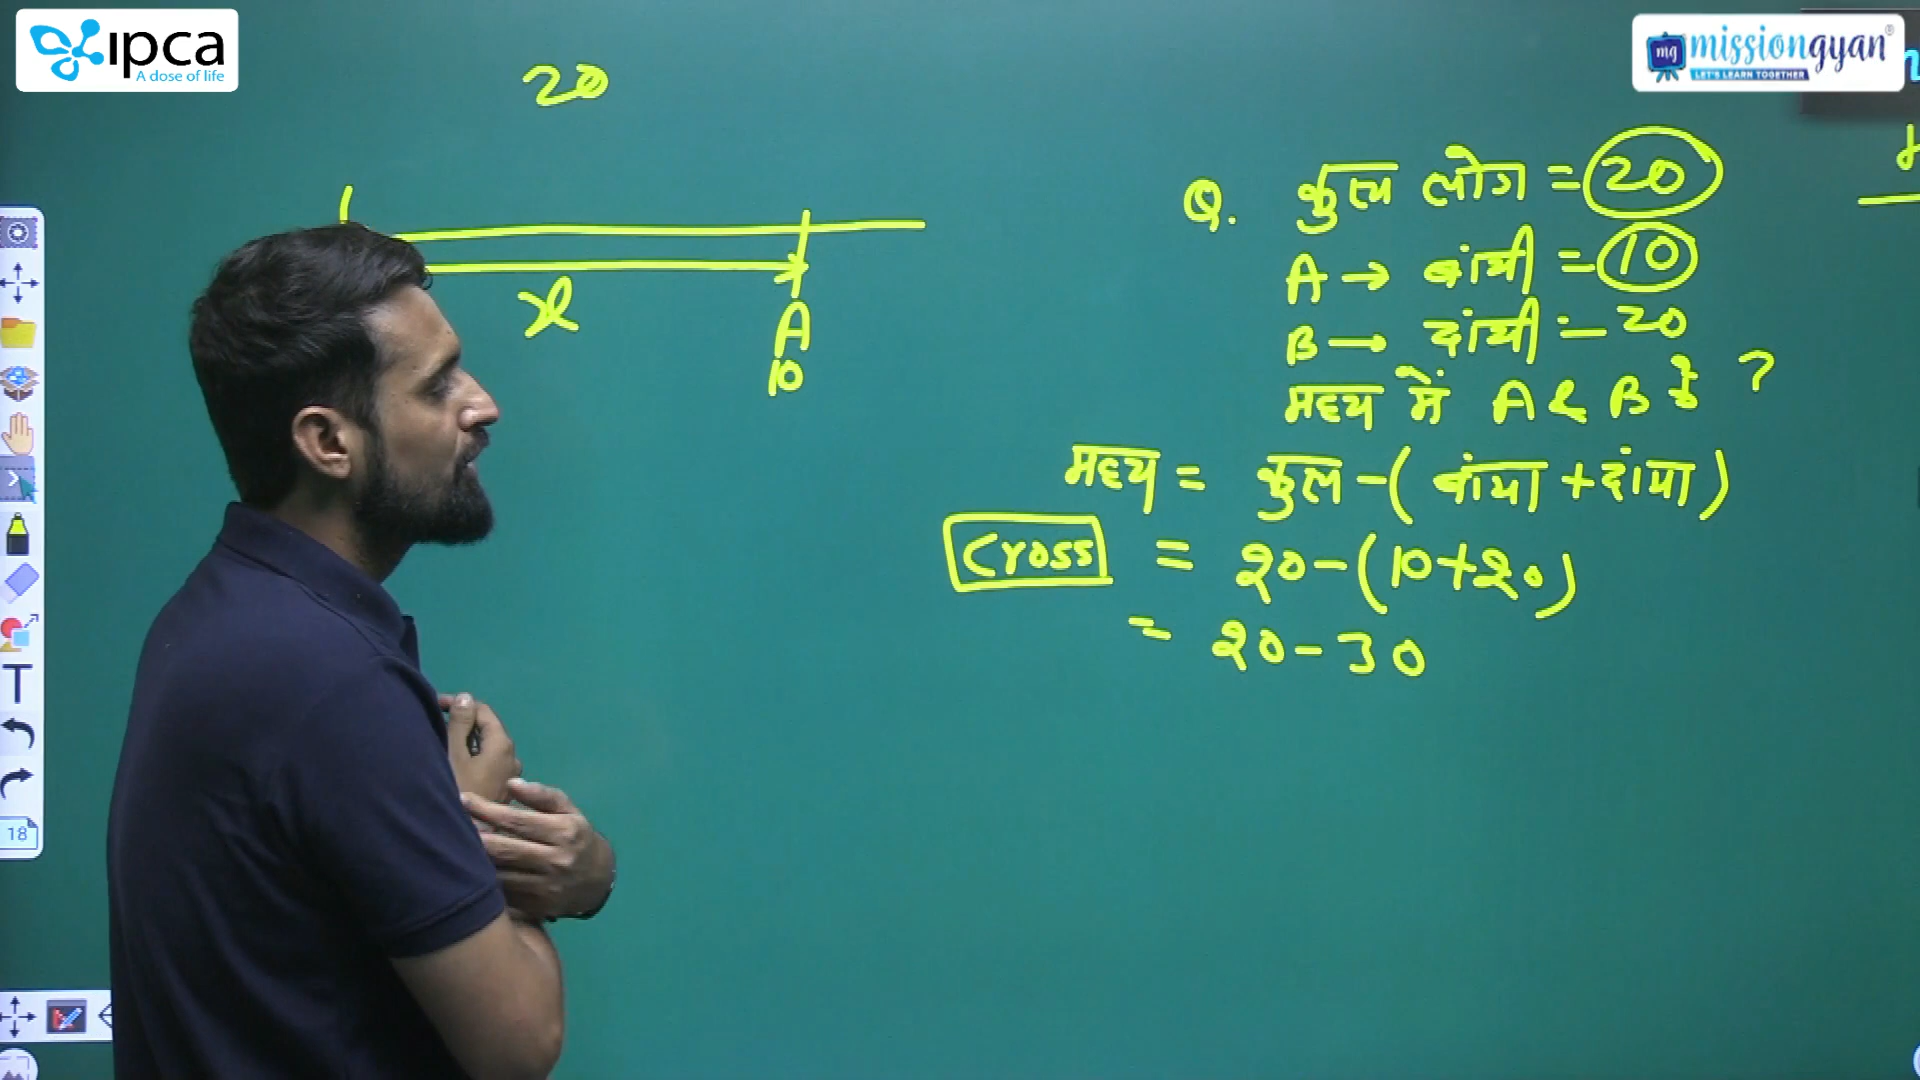 ipca
A dose of life
mg missiongyan®
LET'S LEARN TOGETHER
20
x
A
10
Q. कुल लोग = 20
A → बांयी = 10
B → दांयी = 20
मध्य में A & B के ?
मध्य = कुल - (बांया + दांया)
Cross = 20 - (10 + 20)
= 20 - 30
T
18